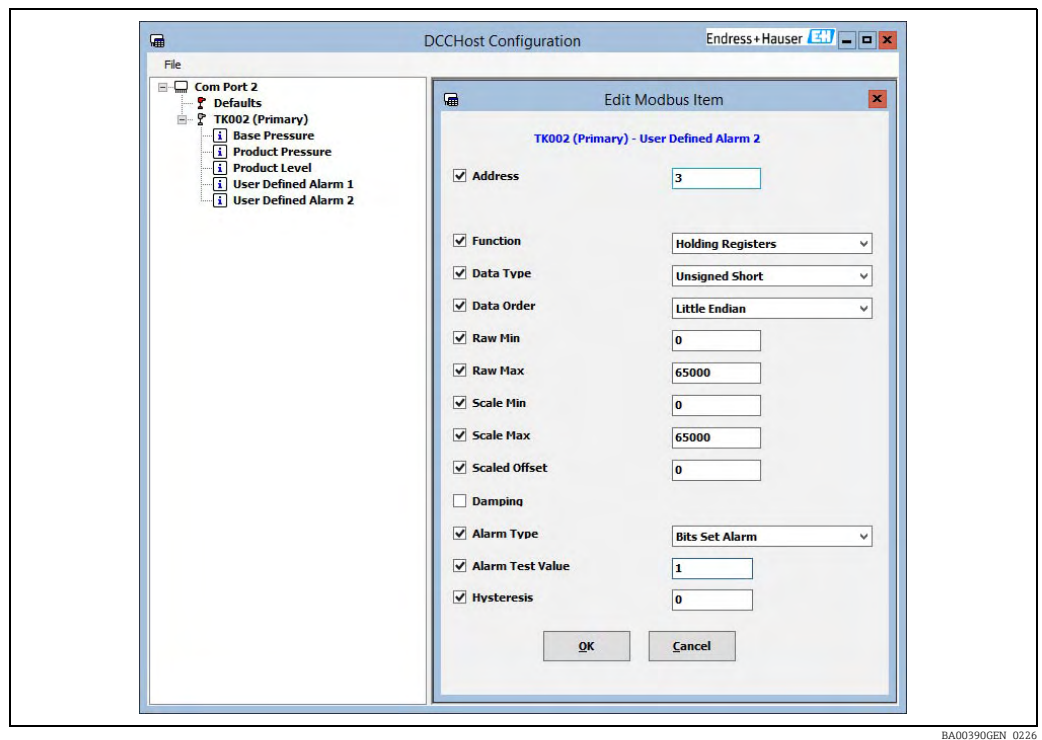 DCCHost Configuration
Endress+Hauser EH
File
Com Port 2
Defaults
TK002 (Primary)
Base Pressure
Product Pressure
Product Level
User Defined Alarm 1
User Defined Alarm 2
Edit Modbus Item
TK002 (Primary) - User Defined Alarm 2
Address 3
Function Holding Registers
Data Type Unsigned Short
Data Order Little Endian
Raw Min 0
Raw Max 65000
Scale Min 0
Scale Max 65000
Scaled Offset 0
Damping
Alarm Type Bits Set Alarm
Alarm Test Value 1
Hysteresis 0
OK Cancel
BA00390GEN_0226